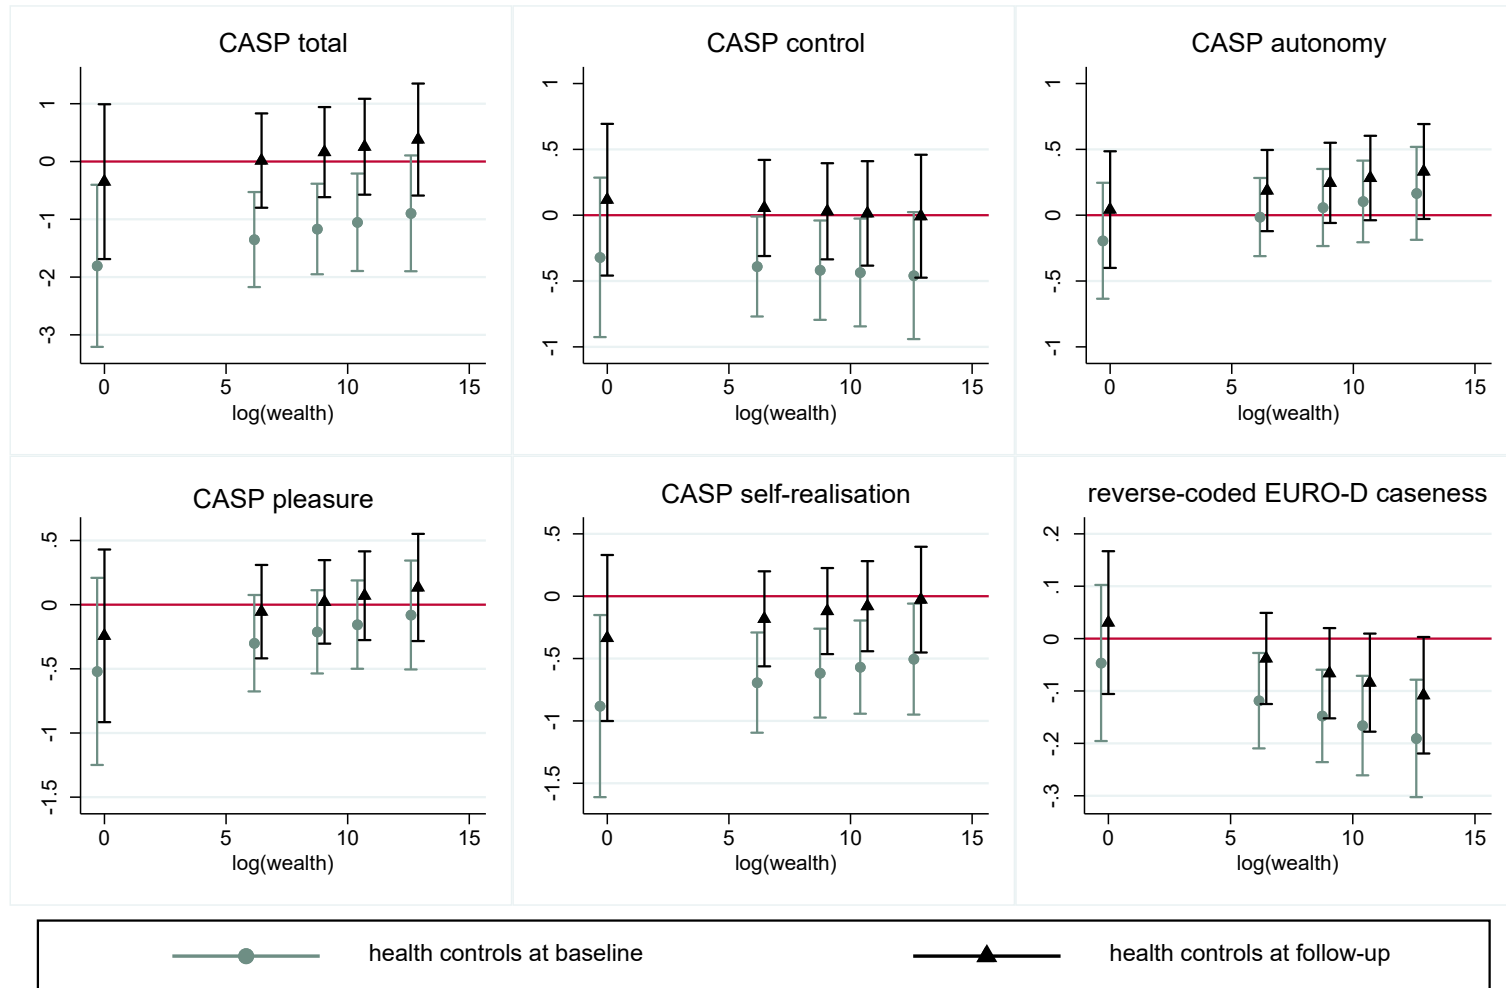 CASP total
1
0
-1
-2
-3
0 5 10 15
log(wealth)
CASP control
1
.5
0
-.5
-1
0 5 10 15
log(wealth)
CASP autonomy
1
.5
0
-.5
-1
0 5 10 15
log(wealth)
CASP pleasure
.5
0
-.5
-1
-1.5
0 5 10 15
log(wealth)
CASP self-realisation
.5
0
-.5
-1
-1.5
0 5 10 15
log(wealth)
reverse-coded EURO-D caseness
.2
.1
0
-.1
-.2
-.3
0 5 10 15
log(wealth)
health controls at baseline
health controls at follow-up